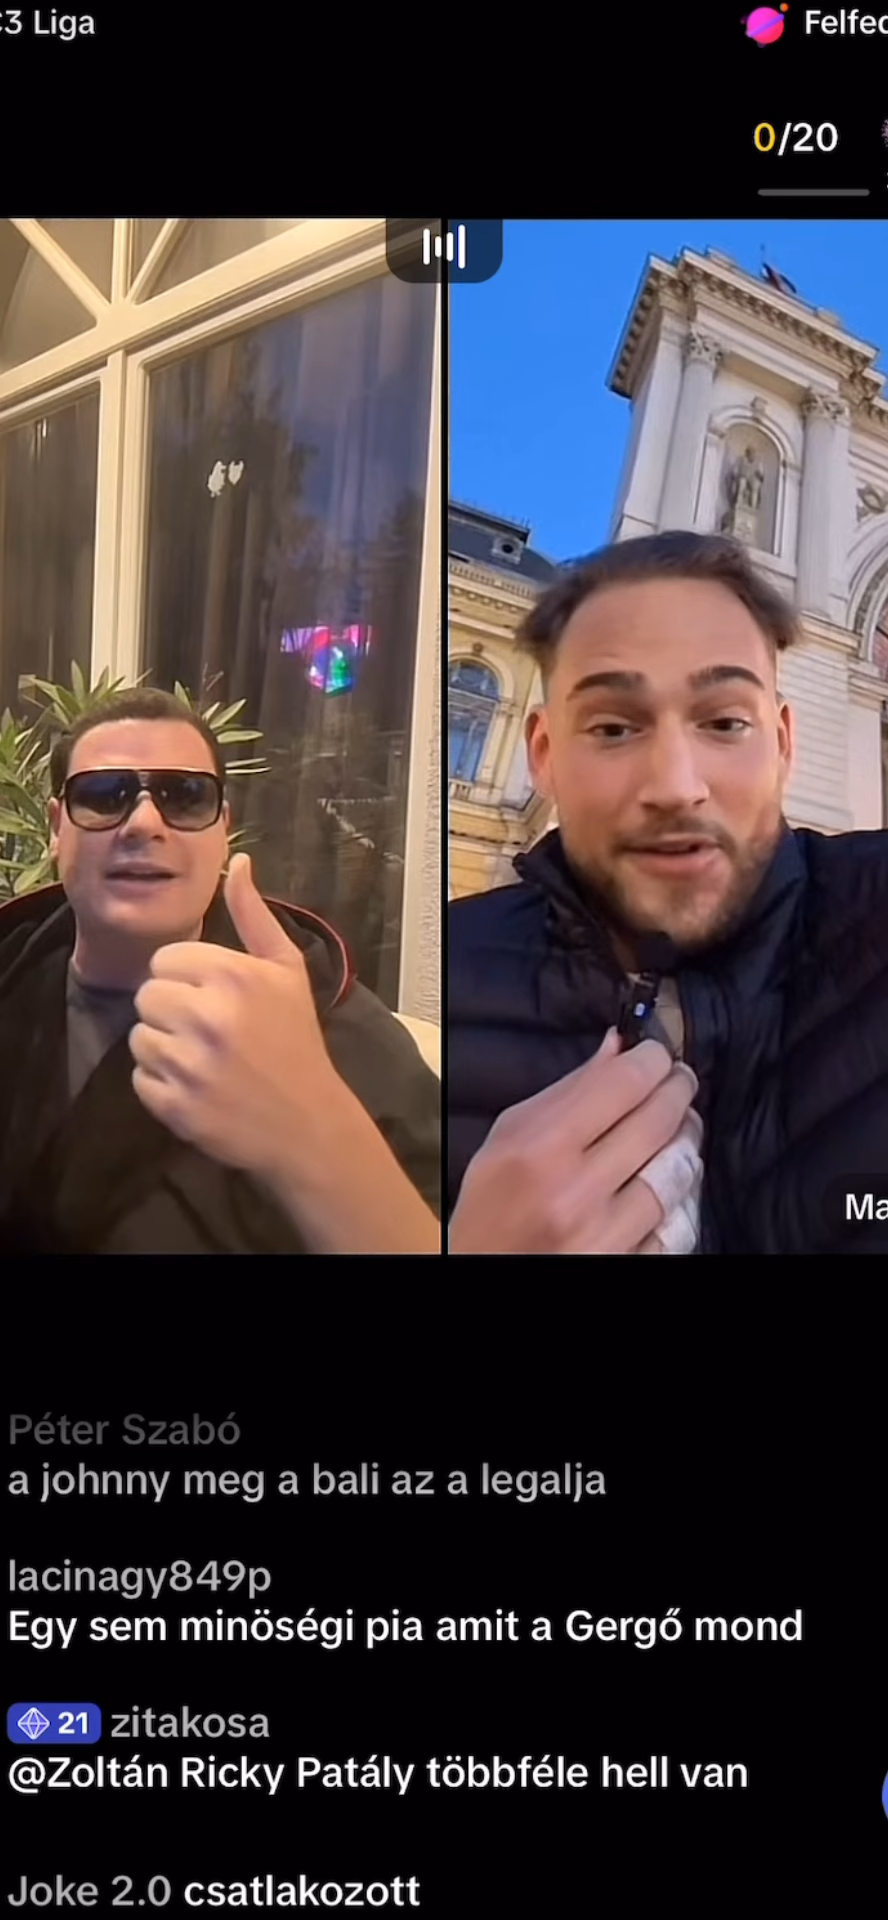 3 Liga
Felfed
0/20
Ma
Péter Szabó
a johnny meg a bali az a legalja
lacinagy849p
Egy sem minöségi pia amit a Gergő mond
21 zitakosa
@Zoltán Ricky Patály többféle hell van
Joke 2.0 csatlakozott